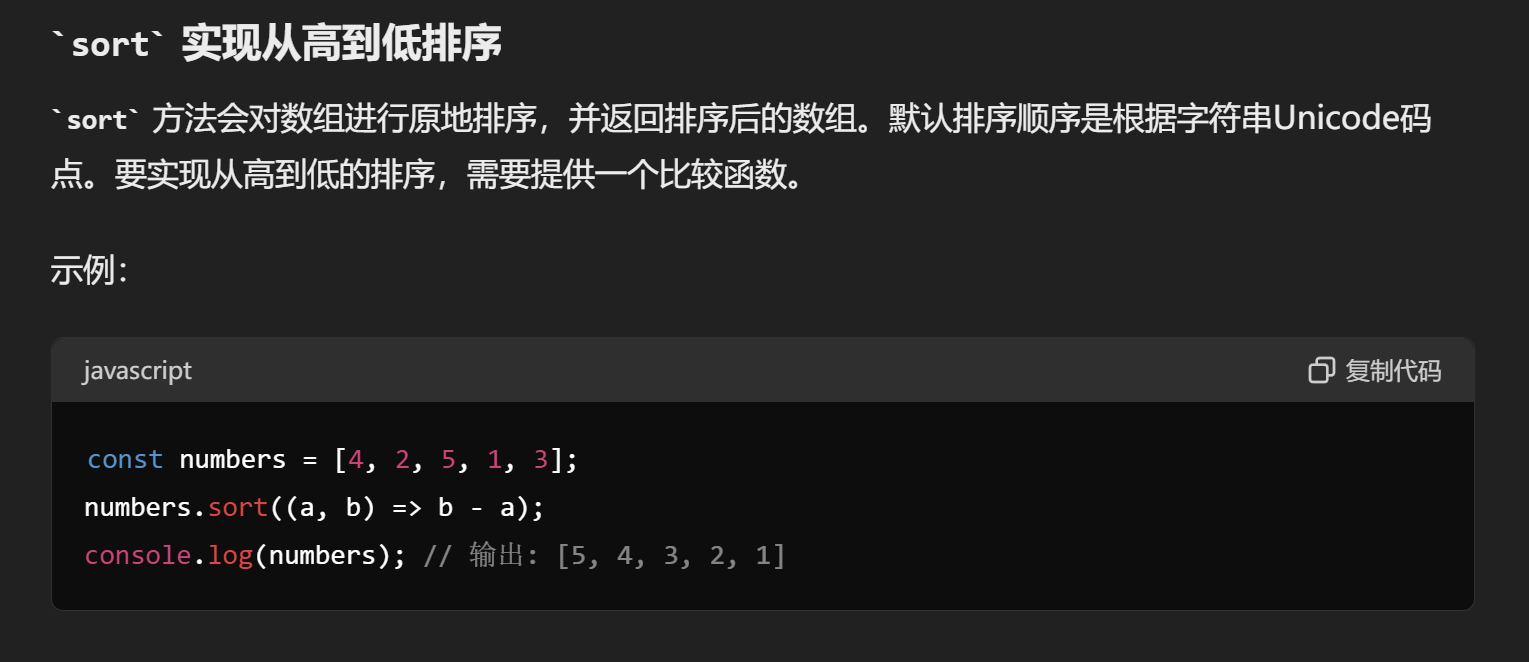 `sort` 实现从高到低排序
`sort` 方法会对数组进行原地排序，并返回排序后的数组。默认排序顺序是根据字符串Unicode码
点。要实现从高到低的排序，需要提供一个比较函数。
示例：
javascript
复制代码
const numbers = [4, 2, 5, 1, 3];
numbers.sort((a, b) => b - a);
console.log(numbers); // 输出: [5, 4, 3, 2, 1]